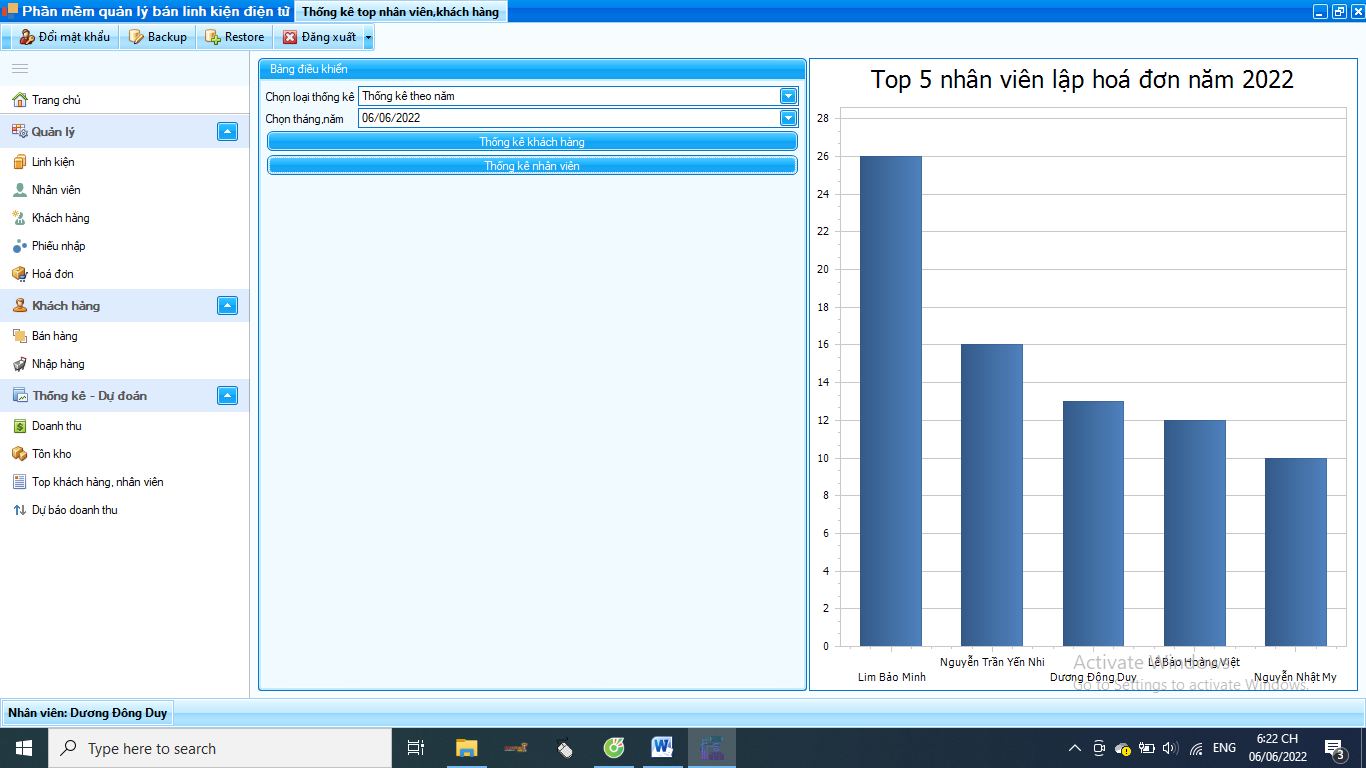 Phần mềm quản lý bán linh kiện điện tử
Thống kê top nhân viên,khách hàng
Đổi mật khẩu
Backup
Restore
Đăng xuất
Trang chủ
Quản lý
Linh kiện
Nhân viên
Khách hàng
Phiếu nhập
Hoá đơn
Khách hàng
Bán hàng
Nhập hàng
Thống kê - Dự đoán
Doanh thu
Tồn kho
Top khách hàng, nhân viên
Dự báo doanh thu
Bảng điều khiển
Chọn loại thống kê
Thống kê theo năm
Chọn tháng,năm
06/06/2022
Thống kê khách hàng
Thống kê nhân viên
Top 5 nhân viên lập hoá đơn năm 2022
28
26
24
22
20
18
16
14
12
10
8
6
4
2
0
Lim Bảo Minh
Nguyễn Trần Yến Nhi
Dương Đông Duy
Lê Bảo Hoàng Việt
Nguyễn Nhật My
Activate Windows
Go to Settings to activate Windows.
Nhân viên: Dương Đông Duy
Type here to search
ENG
6:22 CH
06/06/2022
3